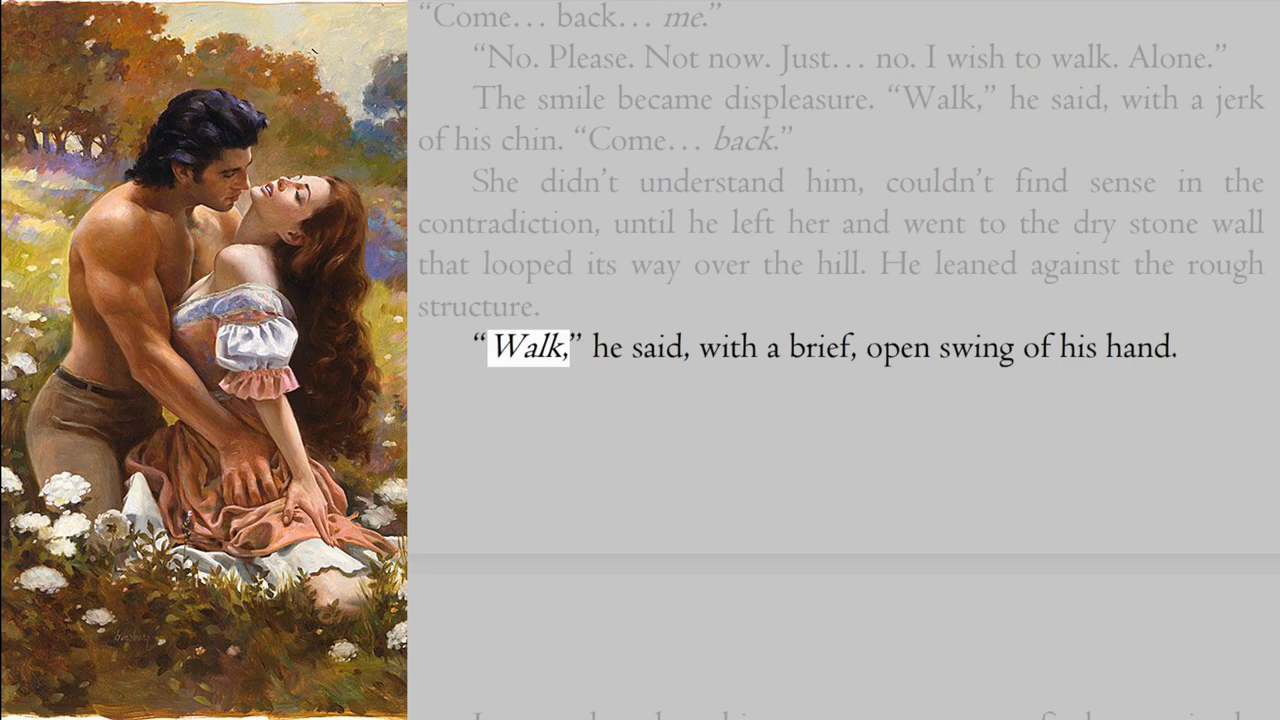 “Come… back… me.”
“No. Please. Not now. Just… no. I wish to walk. Alone.”
The smile became displeasure. “Walk,” he said, with a jerk
of his chin. “Come… back.”
She didn’t understand him, couldn’t find sense in the
contradiction, until he left her and went to the dry stone wall
that looped its way over the hill. He leaned against the rough
structure.
“Walk,” he said, with a brief, open swing of his hand.